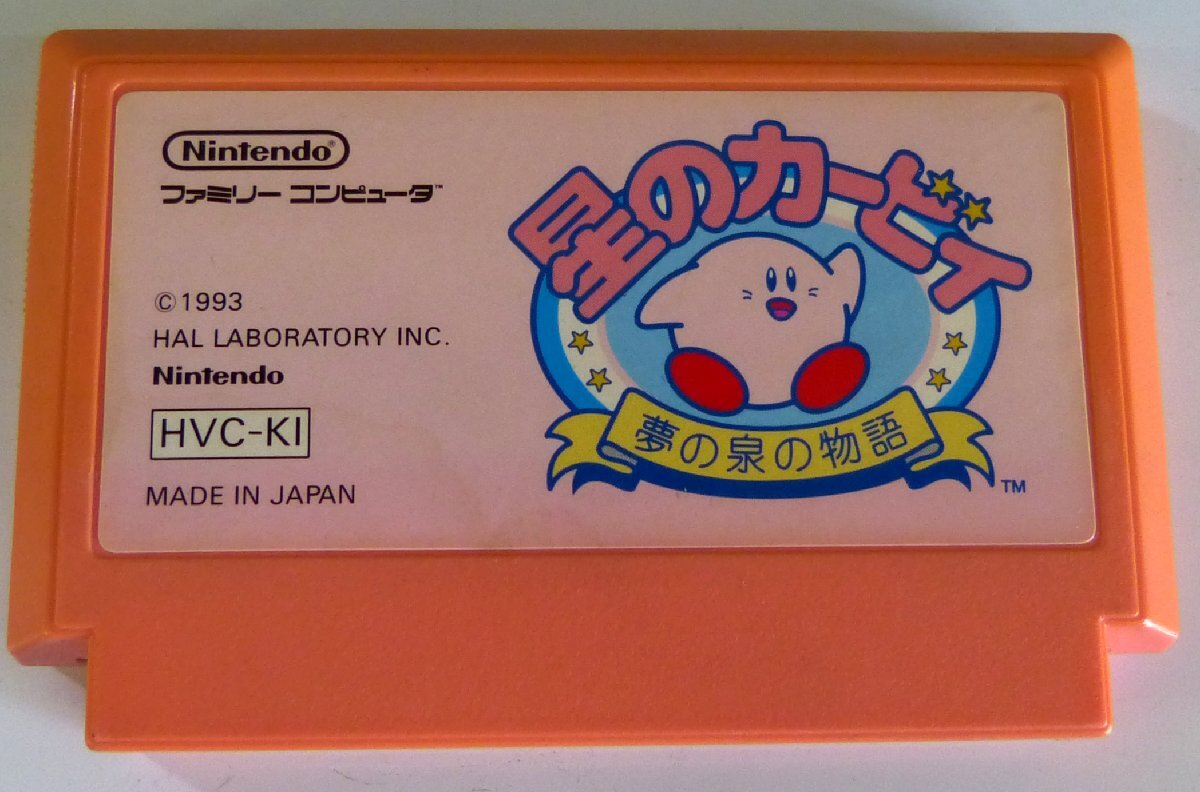 Nintendo®
ファミリー コンピュータ™
©1993
HAL LABORATORY INC.
Nintendo
HVC-KI
MADE IN JAPAN
星のカービィ
夢の泉の物語
TM